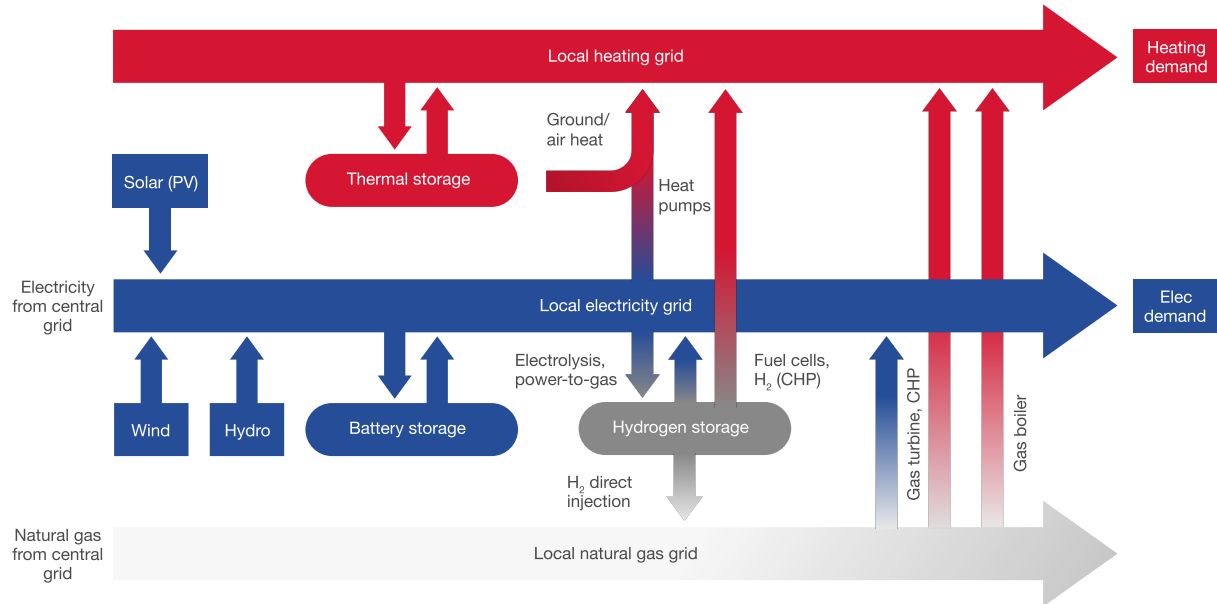 Local heating grid
Heating
demand
Ground/
air heat
Thermal storage
Solar (PV)
Heat
pumps
Electricity
from central
grid
Local electricity grid
Elec
demand
Electrolysis,
power-to-gas
Fuel cells,
H₂ (CHP)
Wind
Hydro
Battery storage
Hydrogen storage
Gas turbine, CHP
Gas boiler
H₂ direct
injection
Natural gas
from central
grid
Local natural gas grid